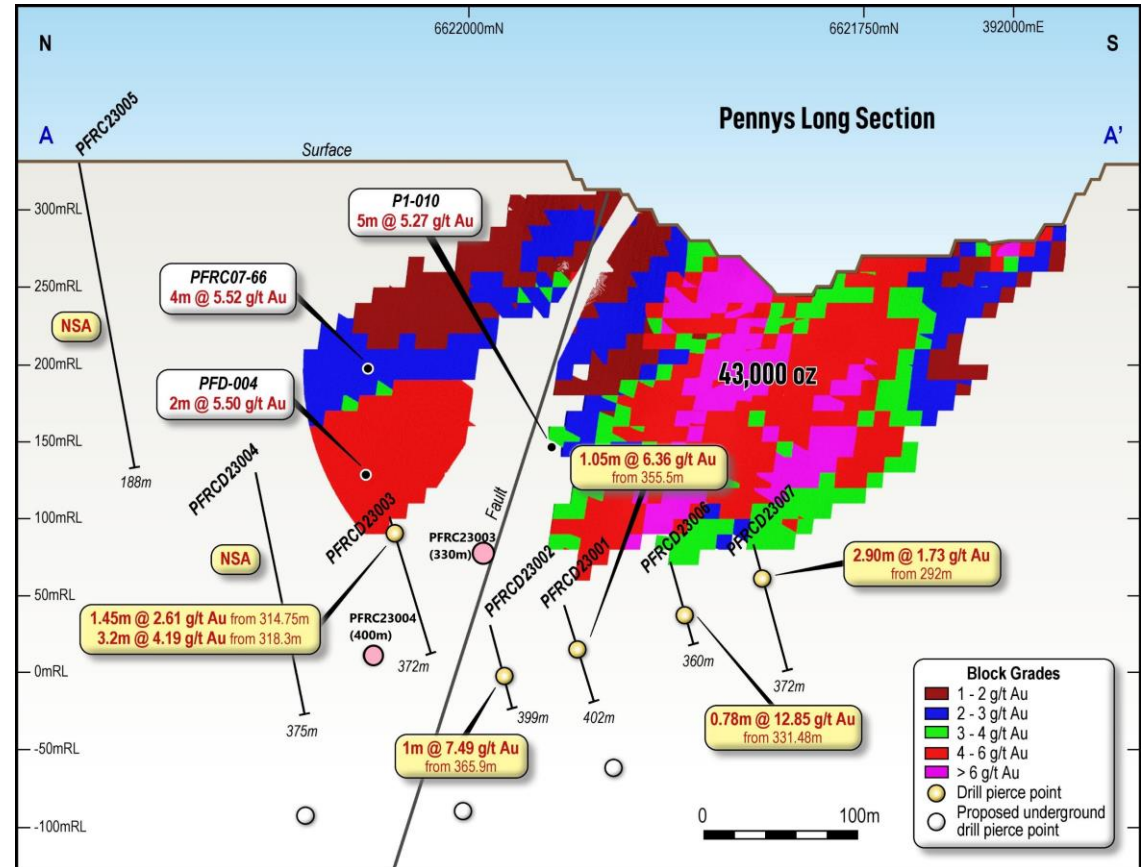 6622000mN
6621750mN
392000mE
N
S
Pennys Long Section
A
A'
PFRC23005
Surface
300mRL
250mRL
200mRL
150mRL
100mRL
50mRL
0mRL
-50mRL
-100mRL
P1-010
5m @ 5.27 g/t Au
PFRC07-66
4m @ 5.52 g/t Au
NSA
43,000 oz
PFD-004
2m @ 5.50 g/t Au
188m
PFRCD23004
NSA
375m
PFRCD23003
372m
1.45m @ 2.61 g/t Au from 314.75m
3.2m @ 4.19 g/t Au from 318.3m
PFRC23003
(330m)
PFRC23004
(400m)
Fault
PFRCD23002
399m
1m @ 7.49 g/t Au
from 365.9m
PFRCD23001
402m
1.05m @ 6.36 g/t Au
from 355.5m
PFRCD23006
360m
0.78m @ 12.85 g/t Au
from 331.48m
PFRCD23007
372m
2.90m @ 1.73 g/t Au
from 292m
Block Grades
1 - 2 g/t Au
2 - 3 g/t Au
3 - 4 g/t Au
4 - 6 g/t Au
> 6 g/t Au
Drill pierce point
Proposed underground
drill pierce point
0
100m